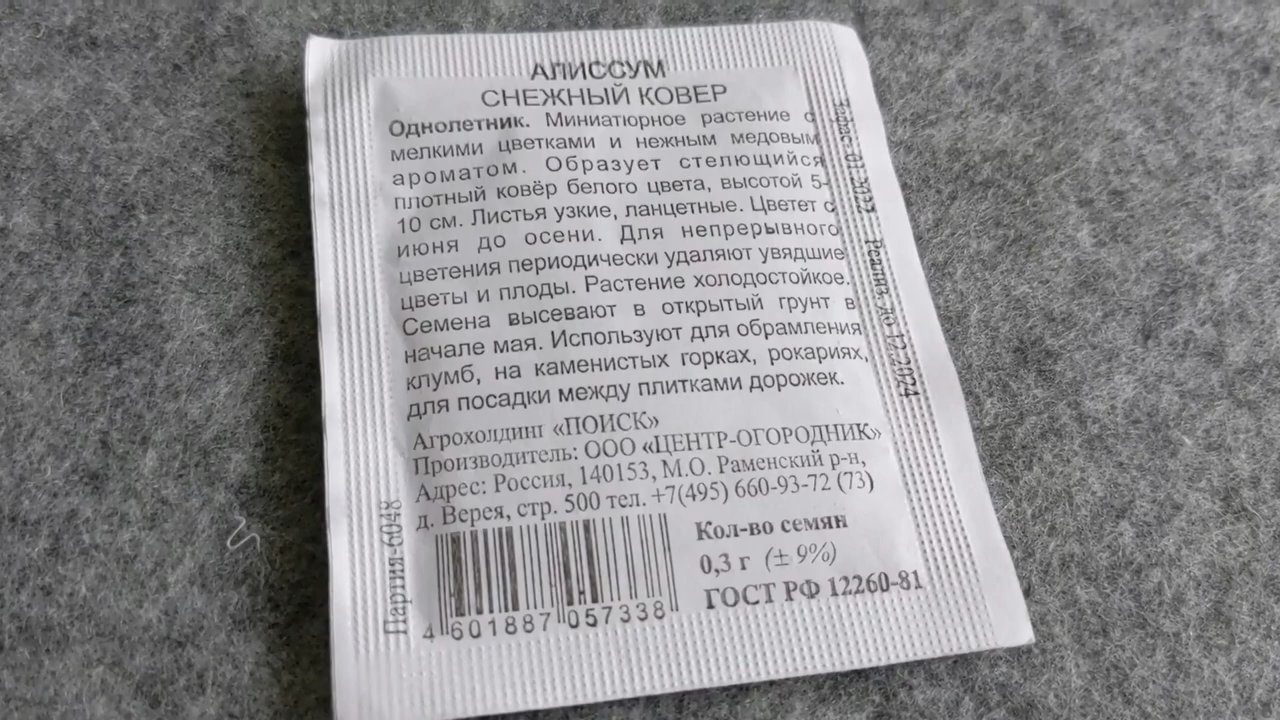 АЛИССУМ
СНЕЖНЫЙ КОВЕР
Однолетник. Миниатюрное растение с
мелкими цветками и нежным медовым
ароматом. Образует стелющийся
плотный ковёр белого цвета, высотой 5-
10 см. Листья узкие, ланцетные. Цветет с
июня до осени. Для непрерывного
цветения периодически удаляют увядшие
цветы и плоды. Растение холодостойкое.
Семена высевают в открытый грунт в
начале мая. Используют для обрамления
клумб, на каменистых горках, рокариях,
для посадки между плитками дорожек.
Агрохолдинг «ПОИСК»
Производитель: ООО «ЦЕНТР-ОГОРОДНИК»
Адрес: Россия, 140153, М.О. Раменский р-н,
д. Верея, стр. 500 тел. +7(495) 660-93-72 (73)
Кол-во семян
0,3 г (± 9%)
ГОСТ РФ 12260-81
4 601887 057338
Партия-6048
Реализ. до 12.2024